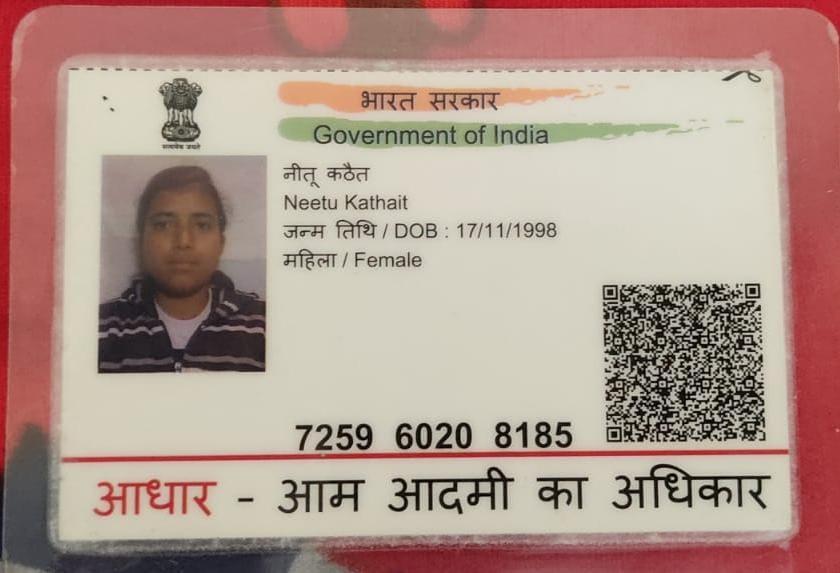 भारत सरकार
Government of India
नीतू कठैत
Neetu Kathait
जन्म तिथि / DOB : 17/11/1998
महिला / Female
7259 6020 8185
आधार - आम आदमी का अधिकार
सत्यमेव जयते